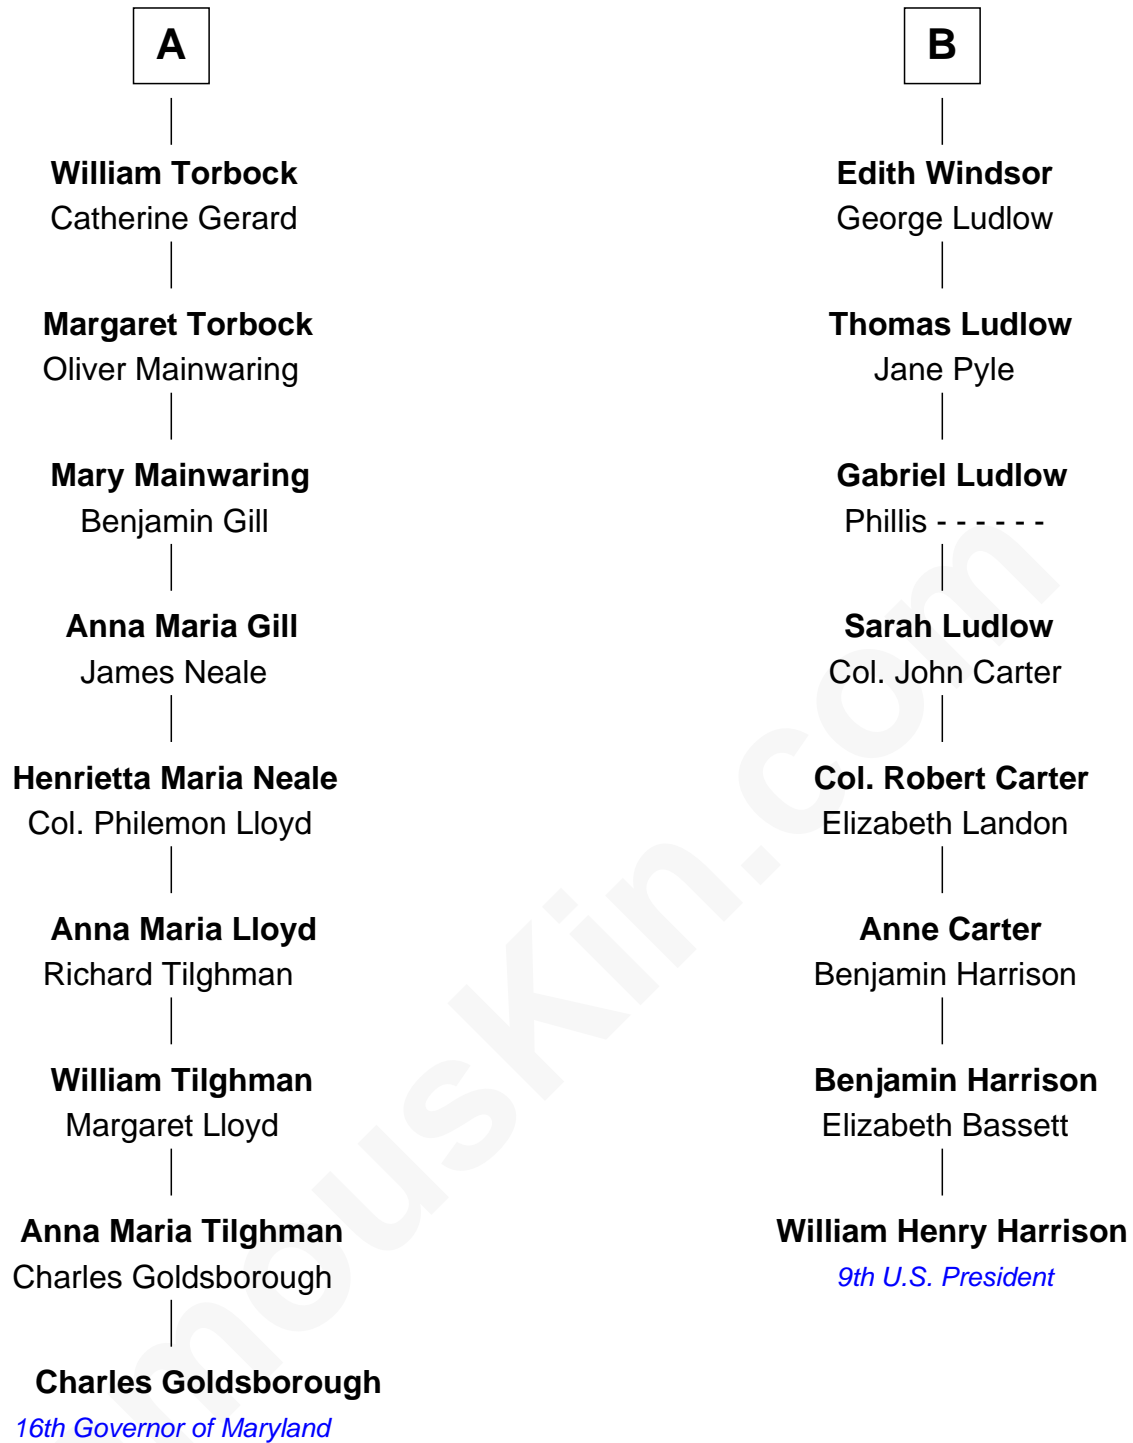 A
William Torbock
Catherine Gerard
Margaret Torbock
Oliver Mainwaring
Mary Mainwaring
Benjamin Gill
Anna Maria Gill
James Neale
Henrietta Maria Neale
Col. Philemon Lloyd
Anna Maria Lloyd
Richard Tilghman
William Tilghman
Margaret Lloyd
Anna Maria Tilghman
Charles Goldsborough
Charles Goldsborough
16th Governor of Maryland
B
Edith Windsor
George Ludlow
Thomas Ludlow
Jane Pyle
Gabriel Ludlow
Phillis - - - - - -
Sarah Ludlow
Col. John Carter
Col. Robert Carter
Elizabeth Landon
Anne Carter
Benjamin Harrison
Benjamin Harrison
Elizabeth Bassett
William Henry Harrison
9th U.S. President
mousKin.com